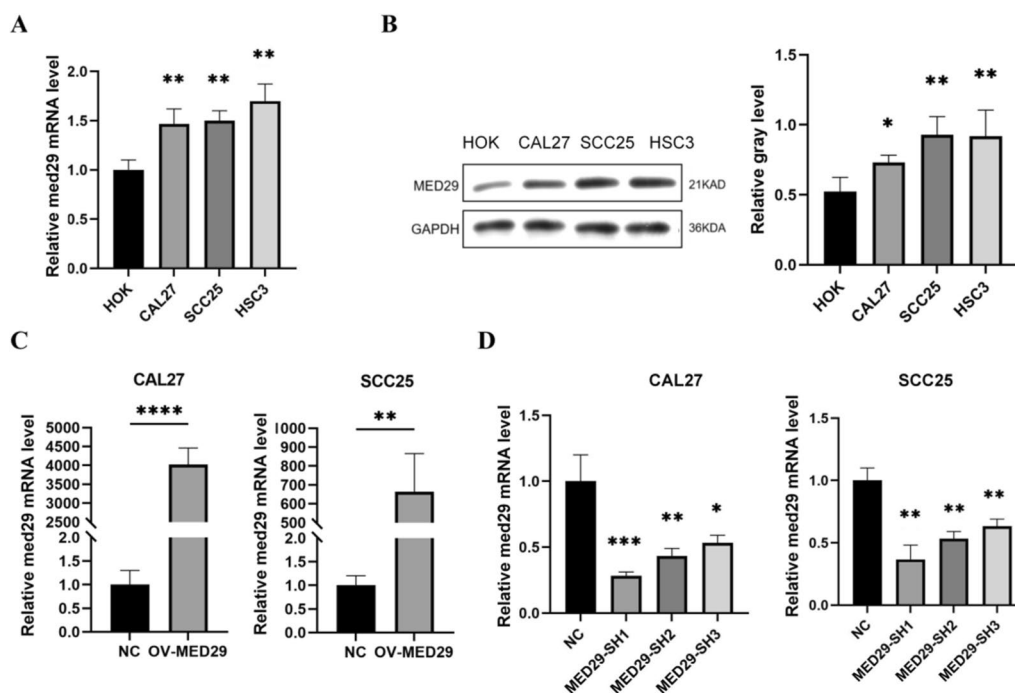 A
Relative med29 mRNA level
2.0
1.5
1.0
0.5
0.0
**
**
**
HOK
CAL27
SCC25
HSC3
B
HOK CAL27 SCC25 HSC3
MED29
21KAD
GAPDH
36KDA
Relative gray level
1.5
1.0
0.5
0.0
*
**
**
HOK
CAL27
SCC25
HSC3
C
CAL27
****
Relative med29 mRNA level
5000
4500
4000
3500
3000
2500
2.0
1.5
1.0
0.5
0.0
NC OV-MED29
SCC25
**
Relative med29 mRNA level
1000
900
800
700
600
500
2.0
1.5
1.0
0.5
0.0
NC OV-MED29
D
CAL27
Relative med29 mRNA level
1.5
1.0
0.5
0.0
***
**
*
NC
MED29-SH1
MED29-SH2
MED29-SH3
SCC25
Relative med29 mRNA level
1.5
1.0
0.5
0.0
**
**
**
NC
MED29-SH1
MED29-SH2
MED29-SH3